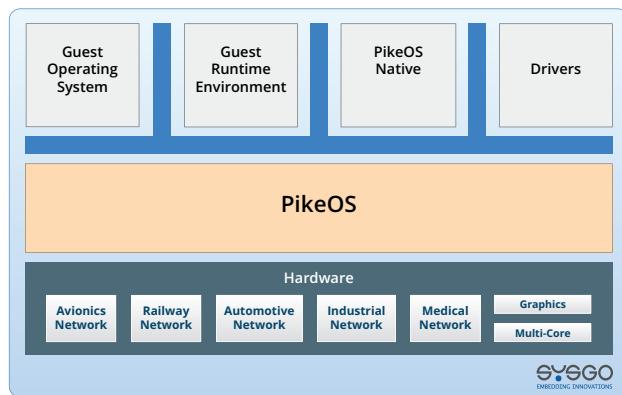 Guest
Operating
System
Guest
Runtime
Environment
PikeOS
Native
Drivers
PikeOS
Hardware
Avionics
Network
Railway
Network
Automotive
Network
Industrial
Network
Medical
Network
Graphics
Multi-Core
SYSGO
EMBEDDING INNOVATIONS